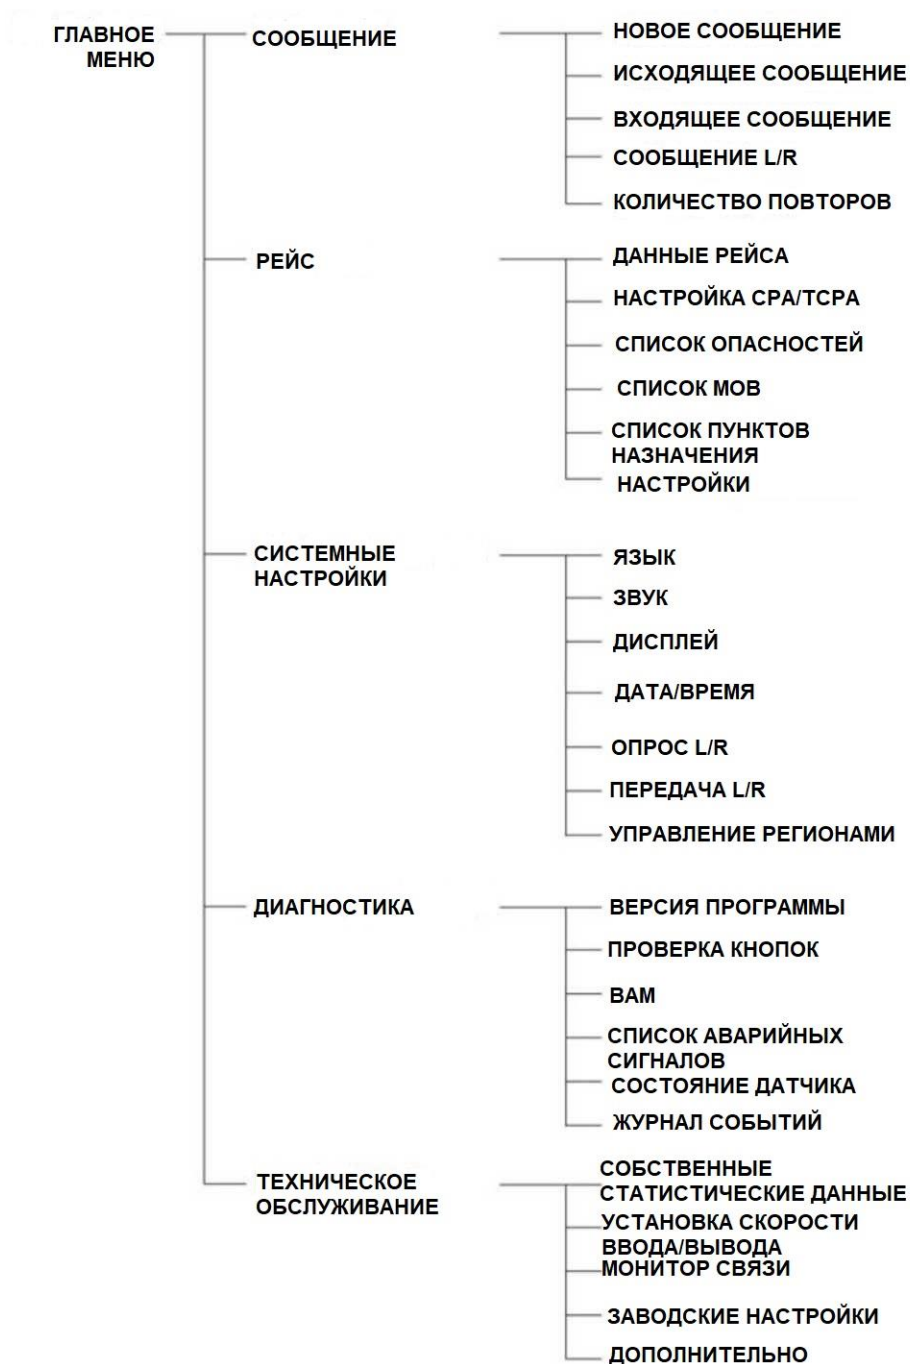 ГЛАВНОЕ
МЕНЮ
СООБЩЕНИЕ
НОВОЕ СООБЩЕНИЕ
ИСХОДЯЩЕЕ СООБЩЕНИЕ
ВХОДЯЩЕЕ СООБЩЕНИЕ
СООБЩЕНИЕ L/R
КОЛИЧЕСТВО ПОВТОРОВ
РЕЙС
ДАННЫЕ РЕЙСА
НАСТРОЙКА CPA/TCPA
СПИСОК ОПАСНОСТЕЙ
СПИСОК MOB
СПИСОК ПУНКТОВ
НАЗНАЧЕНИЯ
НАСТРОЙКИ
СИСТЕМНЫЕ
НАСТРОЙКИ
ЯЗЫК
ЗВУК
ДИСПЛЕЙ
ДАТА/ВРЕМЯ
ОПРОС L/R
ПЕРЕДАЧА L/R
УПРАВЛЕНИЕ РЕГИОНАМИ
ДИАГНОСТИКА
ВЕРСИЯ ПРОГРАММЫ
ПРОВЕРКА КНОПОК
BAM
СПИСОК АВАРИЙНЫХ
СИГНАЛОВ
СОСТОЯНИЕ ДАТЧИКА
ЖУРНАЛ СОБЫТИЙ
ТЕХНИЧЕСКОЕ
ОБСЛУЖИВАНИЕ
СОБСТВЕННЫЕ
СТАТИСТИЧЕСКИЕ ДАННЫЕ
УСТАНОВКА СКОРОСТИ
ВВОДА/ВЫВОДА
МОНИТОР СВЯЗИ
ЗАВОДСКИЕ НАСТРОЙКИ
ДОПОЛНИТЕЛЬНО